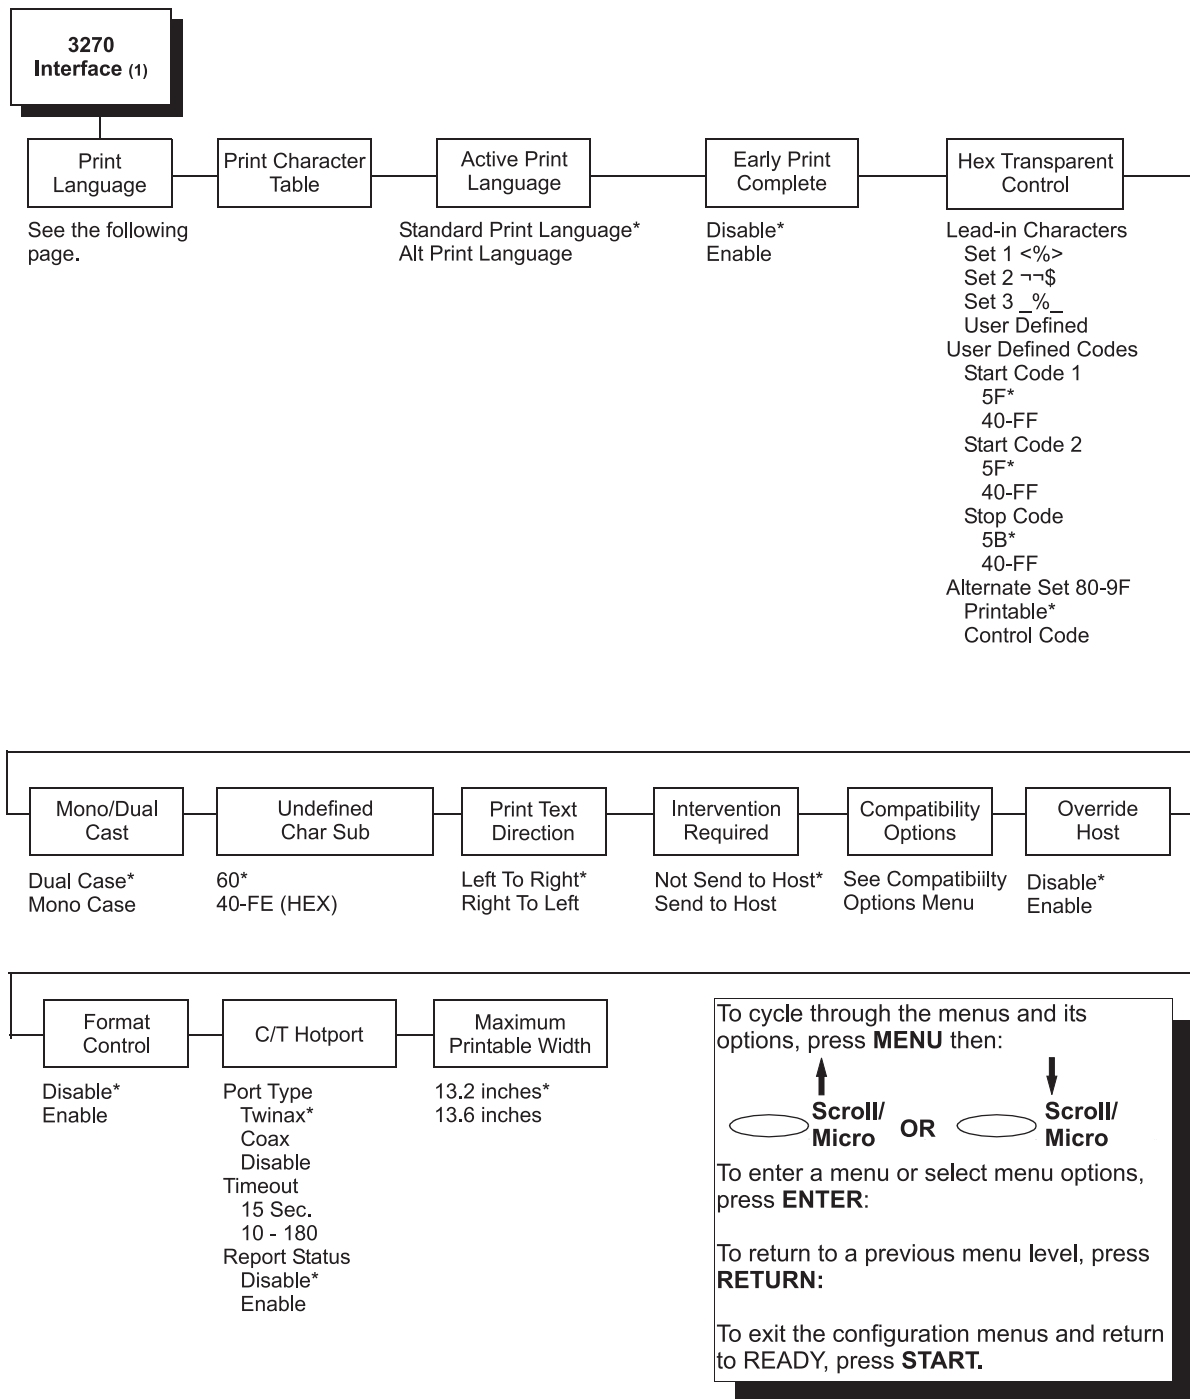 3270
Interface (1)
Print
Language
See the following
page.
Print Character
Table
Active Print
Language
Standard Print Language*
Alt Print Language
Early Print
Complete
Disable*
Enable
Hex Transparent
Control
Lead-in Characters
Set 1 <%>
Set 2 ¬¬$
Set 3 _%_
User Defined
User Defined Codes
Start Code 1
5F*
40-FF
Start Code 2
5F*
40-FF
Stop Code
5B*
40-FF
Alternate Set 80-9F
Printable*
Control Code
Mono/Dual
Cast
Dual Case*
Mono Case
Undefined
Char Sub
60*
40-FE (HEX)
Print Text
Direction
Left To Right*
Right To Left
Intervention
Required
Not Send to Host*
Send to Host
Compatibility
Options
See Compatibiilty
Options Menu
Override
Host
Disable*
Enable
Format
Control
Disable*
Enable
C/T Hotport
Port Type
Twinax*
Coax
Disable
Timeout
15 Sec.
10 - 180
Report Status
Disable*
Enable
Maximum
Printable Width
13.2 inches*
13.6 inches
To cycle through the menus and its
options, press MENU then:
Scroll/
Micro
OR
Scroll/
Micro
To enter a menu or select menu options,
press ENTER:
To return to a previous menu level, press
RETURN:
To exit the configuration menus and return
to READY, press START.